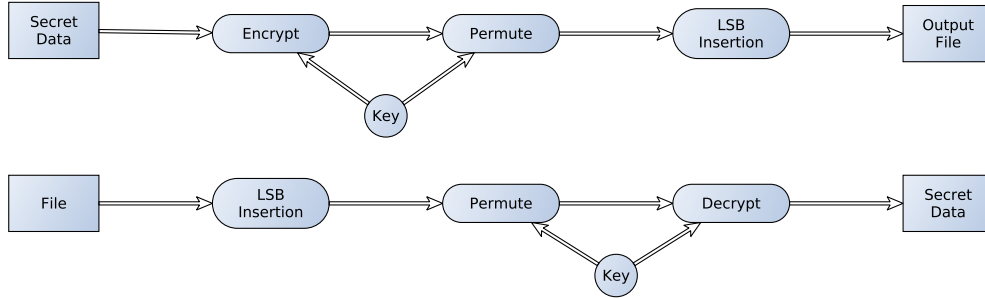 Secret
Data
Encrypt
Permute
LSB
Insertion
Output
File
Key
File
LSB
Insertion
Permute
Decrypt
Secret
Data
Key